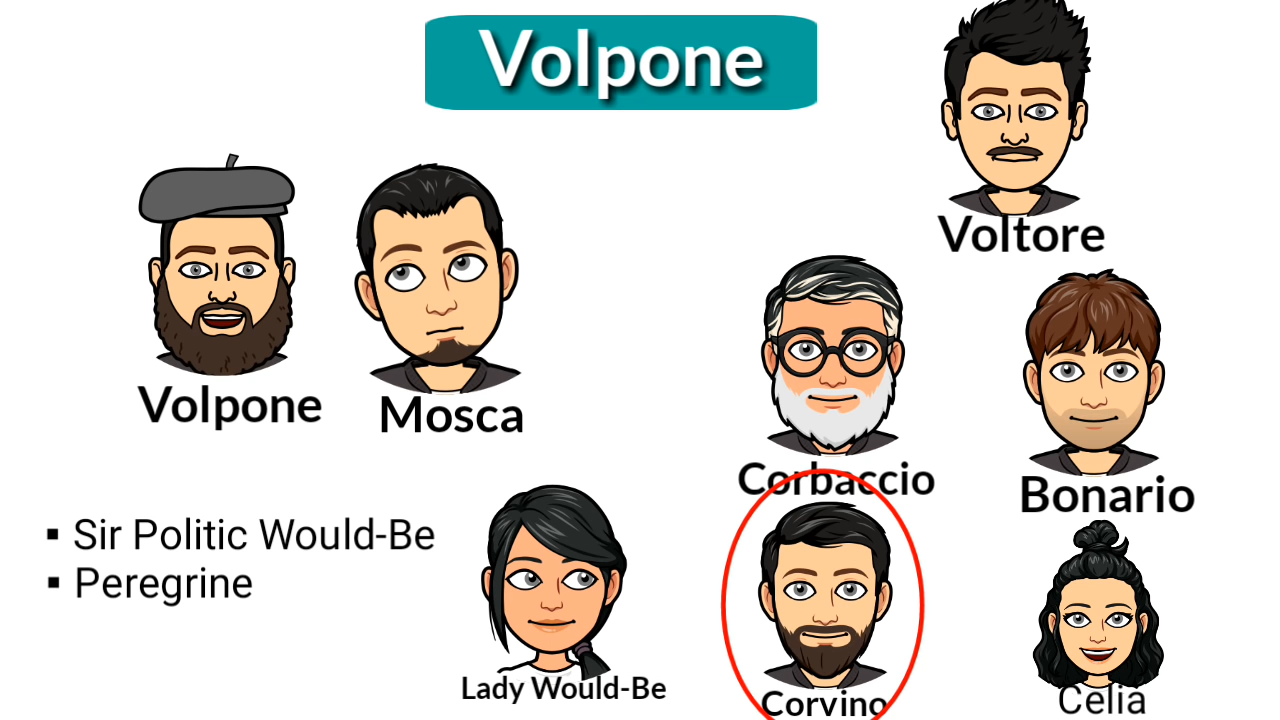 Volpone
Voltore
Volpone
Mosca
Corbaccio
Bonario
▪ Sir Politic Would-Be
▪ Peregrine
Lady Would-Be
Corvino
Celia